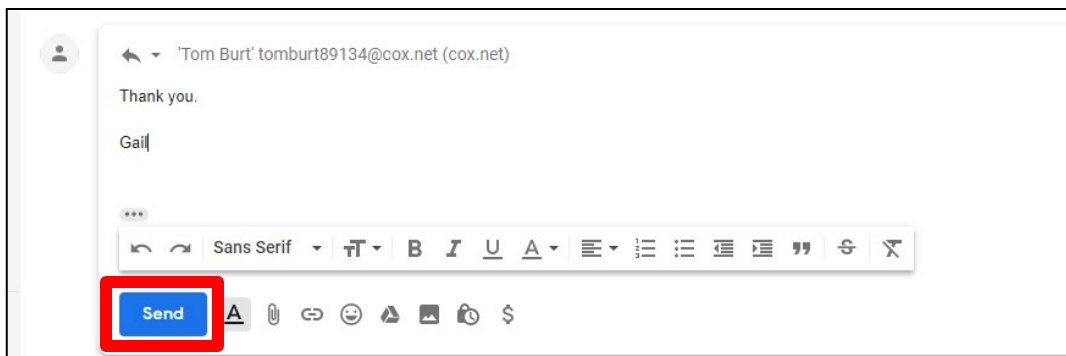 'Tom Burt' tomburt89134@cox.net (cox.net)
Thank you.
Gail
Sans Serif
Send